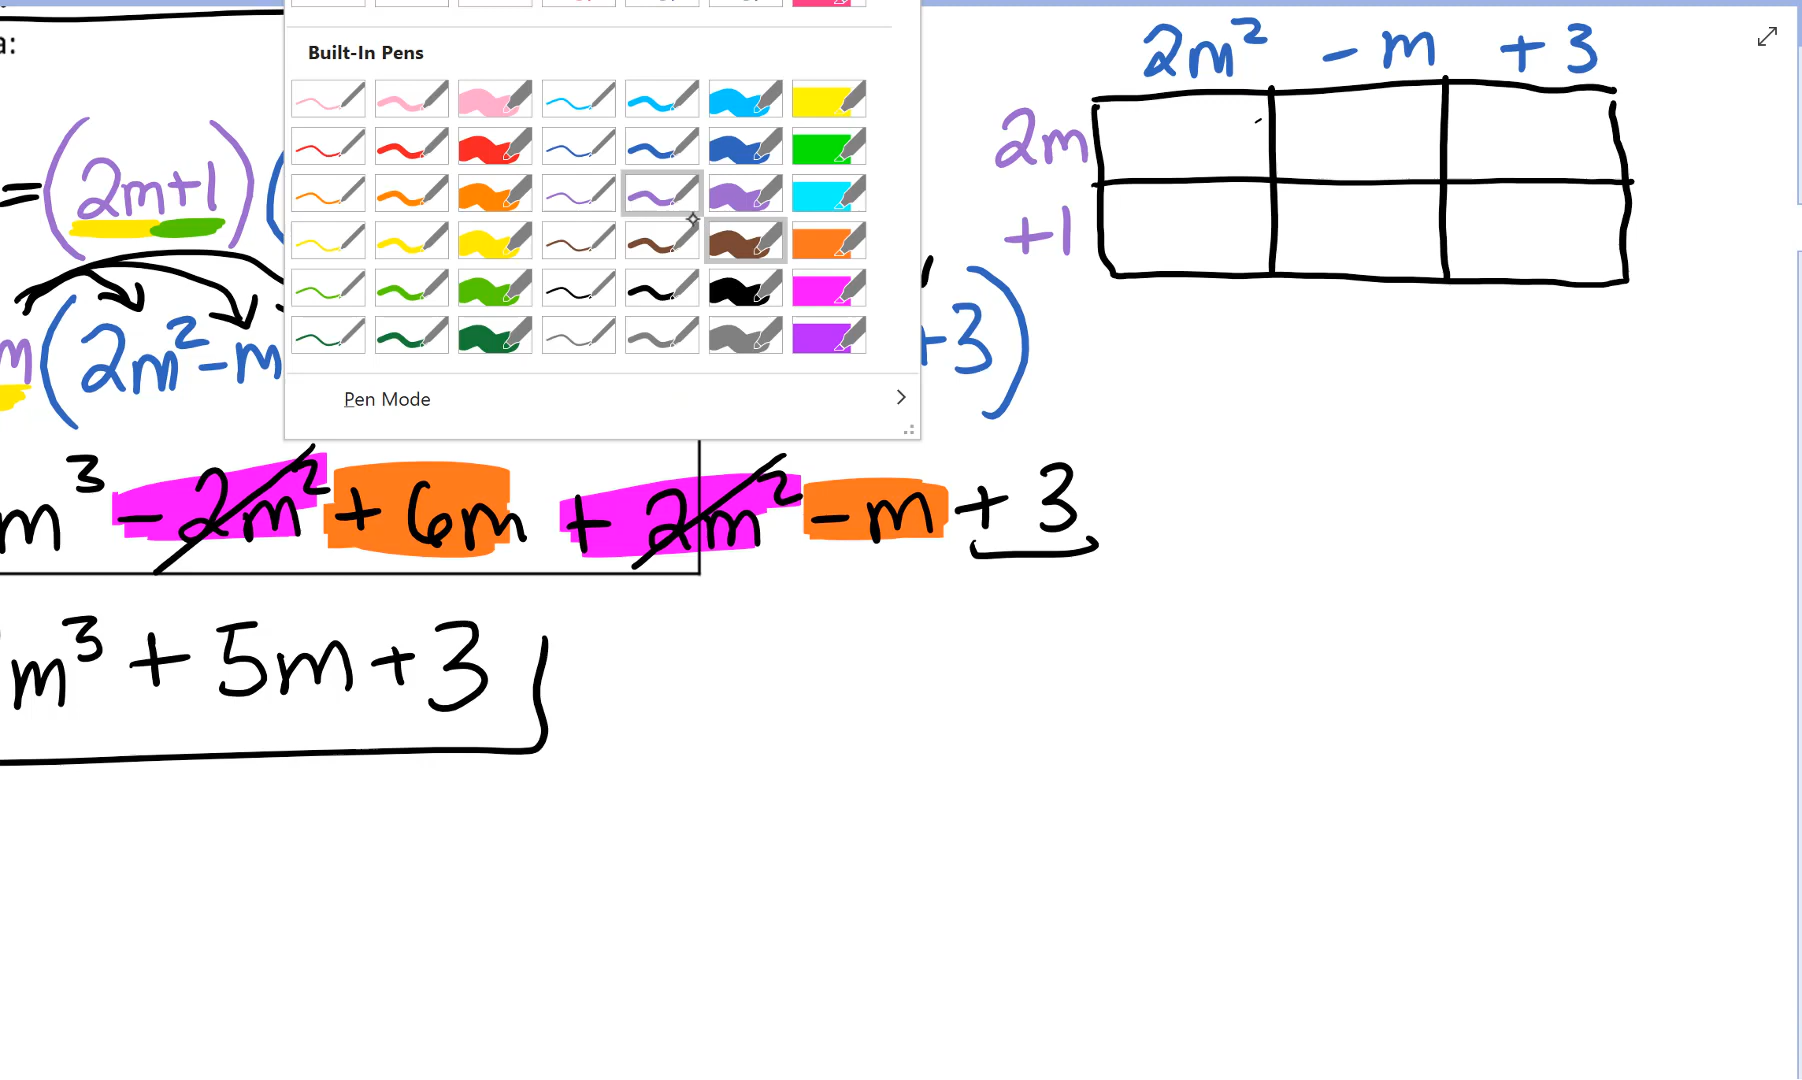 a:
Built-In Pens
2m² - m + 3
= (2m+1) (
2m
+1
m (2m² - m
+3)
Pen Mode
m³ - 2m² + 6m + 2m² - m + 3
m³ + 5m + 3